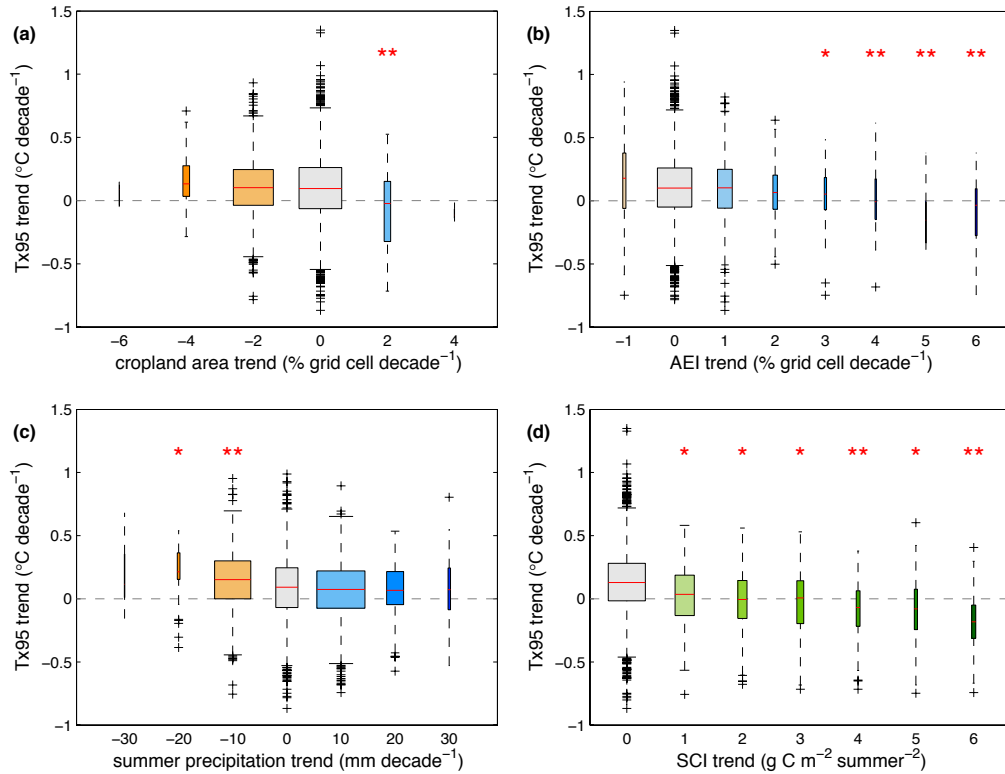 (a)
**
Tx95 trend (°C decade⁻¹)
1.5
1
0.5
0
−0.5
−1
−6 −4 −2 0 2 4
cropland area trend (% grid cell decade⁻¹)
(b)
* ** ** **
Tx95 trend (°C decade⁻¹)
1.5
1
0.5
0
−0.5
−1
−1 0 1 2 3 4 5 6
AEI trend (% grid cell decade⁻¹)
(c)
* **
Tx95 trend (°C decade⁻¹)
1.5
1
0.5
0
−0.5
−1
−30 −20 −10 0 10 20 30
summer precipitation trend (mm decade⁻¹)
(d)
* * * ** * **
Tx95 trend (°C decade⁻¹)
1.5
1
0.5
0
−0.5
−1
0 1 2 3 4 5 6
SCI trend (g C m⁻² summer⁻²)